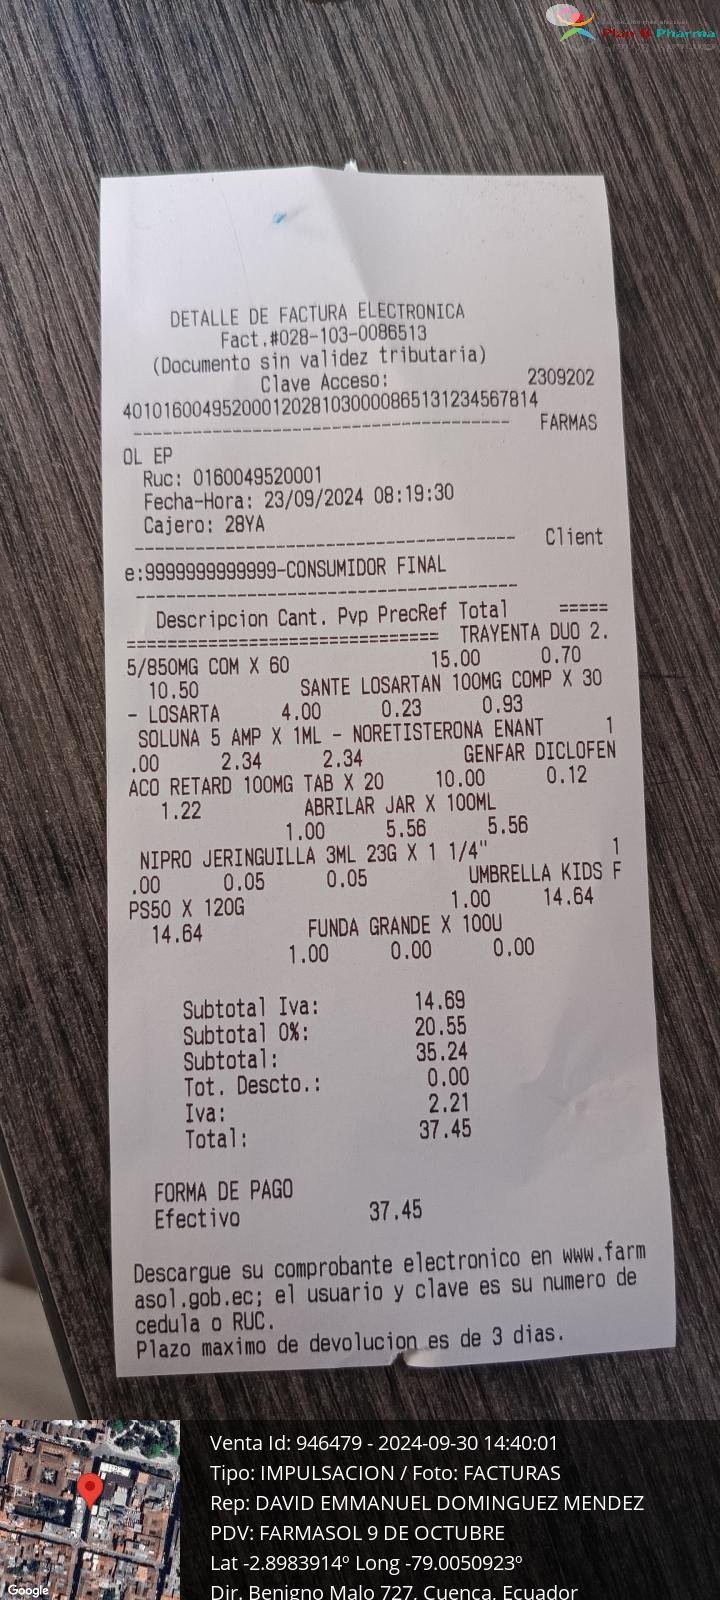 Plan B Pharma
DETALLE DE FACTURA ELECTRONICA
Fact.#028-103-0086513
(Documento sin validez tributaria)
Clave Acceso: 2309202
401016004952000120281030000865131234567814
-------------------------------------- FARMAS
OL EP
Ruc: 0160049520001
Fecha-Hora: 23/09/2024 08:19:30
Cajero: 28YA
-------------------------------------- Client
e:9999999999999-CONSUMIDOR FINAL
--------------------------------------
Descripcion Cant. Pvp PrecRef Total =====
=============================== TRAYENTA DUO 2.
5/850MG COM X 60 15.00 0.70
10.50 SANTE LOSARTAN 100MG COMP X 30
- LOSARTA 4.00 0.23 0.93
SOLUNA 5 AMP X 1ML - NORETISTERONA ENANT 1
.00 2.34 2.34 GENFAR DICLOFEN
ACO RETARD 100MG TAB X 20 10.00 0.12
1.22 ABRILAR JAR X 100ML
1.00 5.56 5.56
NIPRO JERINGUILLA 3ML 23G X 1 1/4" 1
.00 0.05 0.05 UMBRELLA KIDS F
PS50 X 120G 1.00 14.64
14.64 FUNDA GRANDE X 100U
1.00 0.00 0.00
Subtotal Iva: 14.69
Subtotal 0%: 20.55
Subtotal: 35.24
Tot. Descto.: 0.00
Iva: 2.21
Total: 37.45
FORMA DE PAGO
Efectivo 37.45
Descargue su comprobante electronico en www.farm
asol.gob.ec; el usuario y clave es su numero de
cedula o RUC.
Plazo maximo de devolucion es de 3 dias.
Venta Id: 946479 - 2024-09-30 14:40:01
Tipo: IMPULSACION / Foto: FACTURAS
Rep: DAVID EMMANUEL DOMINGUEZ MENDEZ
PDV: FARMASOL 9 DE OCTUBRE
Lat -2.8983914º Long -79.0050923º
Dir. Benigno Malo 727, Cuenca, Ecuador
Google